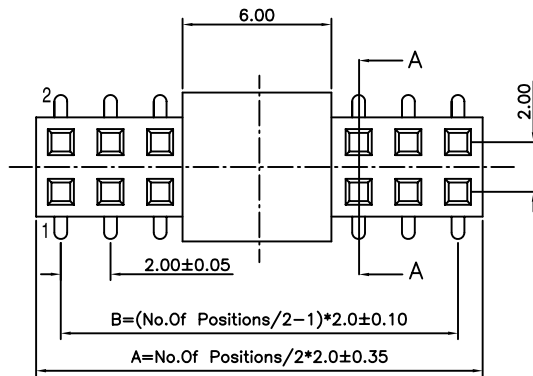 6.00
A
2
2.00
1
2.00±0.05
A
B=(No.Of Positions/2-1)*2.0±0.10
A=No.Of Positions/2*2.0±0.35